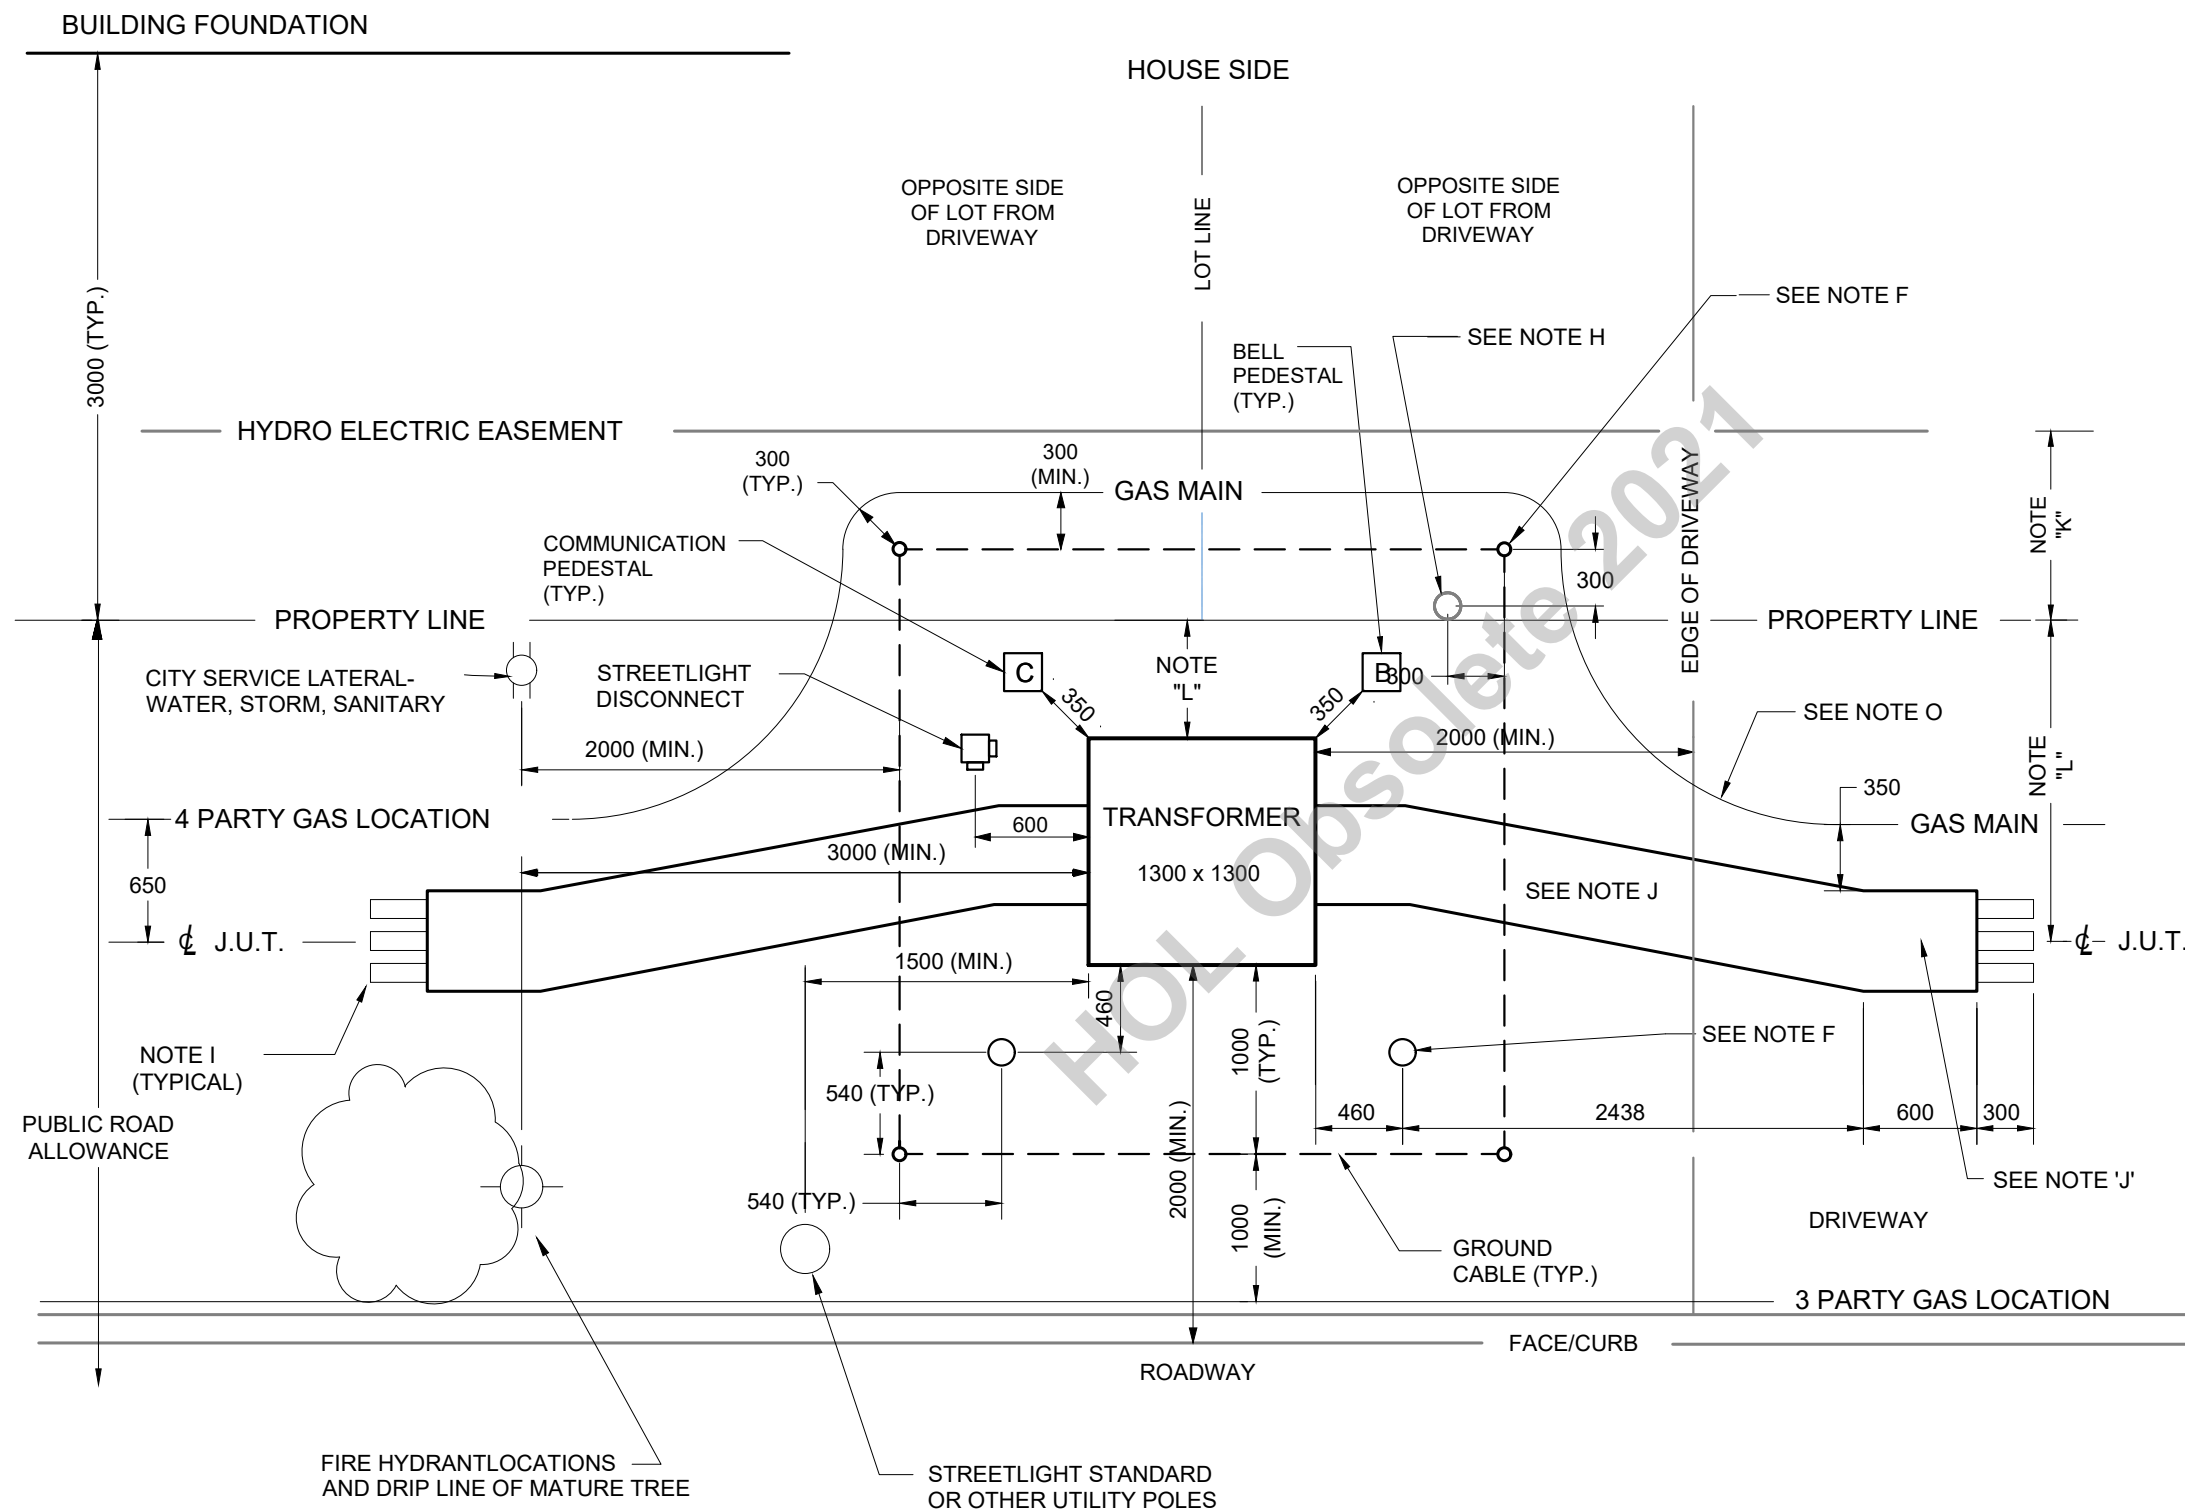 BUILDING FOUNDATION
HOUSE SIDE
OPPOSITE SIDE
OF LOT FROM
DRIVEWAY
OPPOSITE SIDE
OF LOT FROM
DRIVEWAY
LOT LINE
3000 (TYP.)
SEE NOTE F
SEE NOTE H
BELL
PEDESTAL
(TYP.)
HYDRO ELECTRIC EASEMENT
300
(TYP.)
300
(MIN.)
GAS MAIN
EDGE OF DRIVEWAY
NOTE
"K"
COMMUNICATION
PEDESTAL
(TYP.)
300
PROPERTY LINE
PROPERTY LINE
CITY SERVICE LATERAL-
WATER, STORM, SANITARY
STREETLIGHT
DISCONNECT
C
350
NOTE
"L"
B
350
300
SEE NOTE O
2000 (MIN.)
2000 (MIN.)
NOTE
"L"
350
4 PARTY GAS LOCATION
600
TRANSFORMER
1300 x 1300
GAS MAIN
3000 (MIN.)
650
SEE NOTE J
℄ J.U.T.
℄ J.U.T.
1500 (MIN.)
460
1000
(TYP.)
SEE NOTE F
NOTE I
(TYPICAL)
540 (TYP.)
460
2438
600
300
PUBLIC ROAD
ALLOWANCE
2000 (MIN.)
540 (TYP.)
1000
(MIN.)
SEE NOTE 'J'
DRIVEWAY
GROUND
CABLE (TYP.)
3 PARTY GAS LOCATION
FACE/CURB
ROADWAY
FIRE HYDRANTLOCATIONS
AND DRIP LINE OF MATURE TREE
STREETLIGHT STANDARD
OR OTHER UTILITY POLES
HOL Obsolete 2021